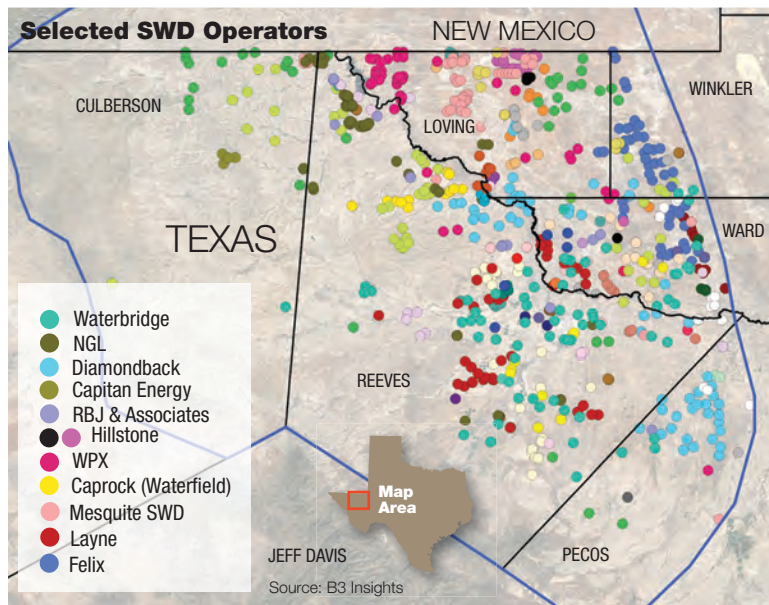 Selected SWD Operators
NEW MEXICO
CULBERSON
WINKLER
LOVING
TEXAS
WARD
Waterbridge
NGL
Diamondback
Capitan Energy
RBJ & Associates
Hillstone
WPX
Caprock (Waterfield)
Mesquite SWD
Layne
Felix
REEVES
Map
Area
JEFF DAVIS
PECOS
Source: B3 Insights